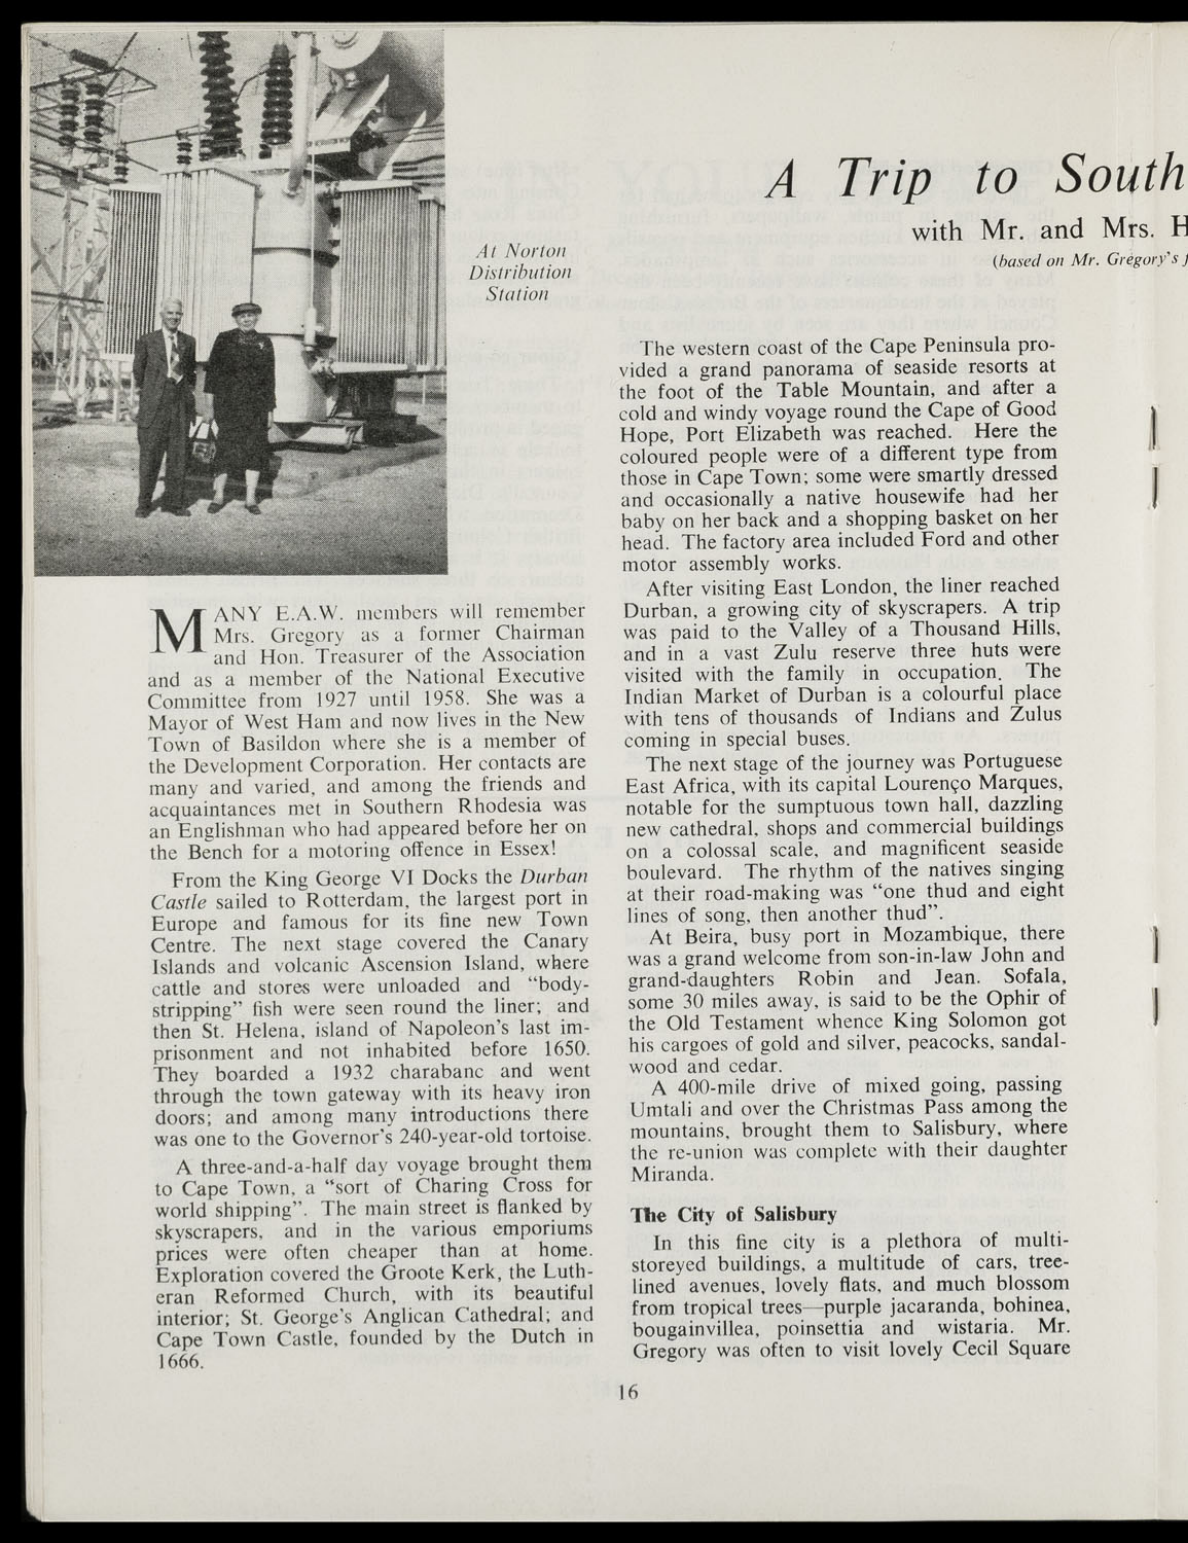 A Trip to South
with Mr. and Mrs. H
(based on Mr. Gregory's
At Norton
Distribution
Station
MANY E.A.W. members will remember
Mrs. Gregory as a former Chairman
and Hon. Treasurer of the Association
and as a member of the National Executive
Committee from 1927 until 1958. She was a
Mayor of West Ham and now lives in the New
Town of Basildon where she is a member of
the Development Corporation. Her contacts are
many and varied, and among the friends and
acquaintances met in Southern Rhodesia was
an Englishman who had appeared before her on
the Bench for a motoring offence in Essex!
From the King George VI Docks the Durban
Castle sailed to Rotterdam, the largest port in
Europe and famous for its fine new Town
Centre. The next stage covered the Canary
Islands and volcanic Ascension Island, where
cattle and stores were unloaded and "body-
stripping" fish were seen round the liner; and
then St. Helena, island of Napoleon's last im-
prisonment and not inhabited before 1650.
They boarded a 1932 charabanc and went
through the town gateway with its heavy iron
doors; and among many introductions there
was one to the Governor's 240-year-old tortoise.
A three-and-a-half day voyage brought them
to Cape Town, a "sort of Charing Cross for
world shipping". The main street is flanked by
skyscrapers, and in the various emporiums
prices were often cheaper than at home.
Exploration covered the Groote Kerk, the Luth-
eran Reformed Church, with its beautiful
interior; St. George's Anglican Cathedral; and
Cape Town Castle, founded by the Dutch in
1666.
The western coast of the Cape Peninsula pro-
vided a grand panorama of seaside resorts at
the foot of the Table Mountain, and after a
cold and windy voyage round the Cape of Good
Hope, Port Elizabeth was reached. Here the
coloured people were of a different type from
those in Cape Town; some were smartly dressed
and occasionally a native housewife had her
baby on her back and a shopping basket on her
head. The factory area included Ford and other
motor assembly works.
After visiting East London, the liner reached
Durban, a growing city of skyscrapers. A trip
was paid to the Valley of a Thousand Hills,
and in a vast Zulu reserve three huts were
visited with the family in occupation. The
Indian Market of Durban is a colourful place
with tens of thousands of Indians and Zulus
coming in special buses.
The next stage of the journey was Portuguese
East Africa, with its capital Lourenço Marques,
notable for the sumptuous town hall, dazzling
new cathedral, shops and commercial buildings
on a colossal scale, and magnificent seaside
boulevard. The rhythm of the natives singing
at their road-making was "one thud and eight
lines of song, then another thud".
At Beira, busy port in Mozambique, there
was a grand welcome from son-in-law John and
grand-daughters Robin and Jean. Sofala,
some 30 miles away, is said to be the Ophir of
the Old Testament whence King Solomon got
his cargoes of gold and silver, peacocks, sandal-
wood and cedar.
A 400-mile drive of mixed going, passing
Umtali and over the Christmas Pass among the
mountains, brought them to Salisbury, where
the re-union was complete with their daughter
Miranda.
The City of Salisbury
In this fine city is a plethora of multi-
storeyed buildings, a multitude of cars, tree-
lined avenues, lovely flats, and much blossom
from tropical trees—purple jacaranda, bohinea,
bougainvillea, poinsettia and wistaria. Mr.
Gregory was often to visit lovely Cecil Square
16